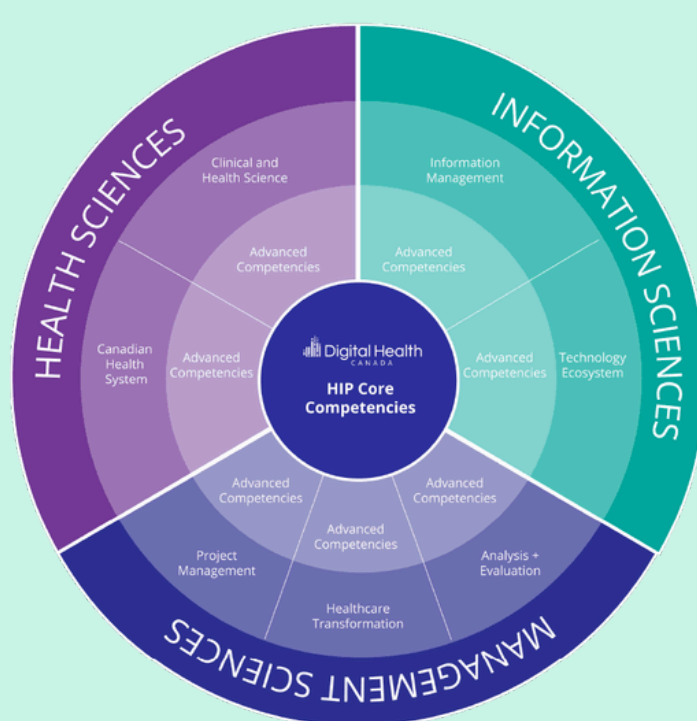 HEALTH SCIENCES
INFORMATION SCIENCES
Clinical and
Health Science
Information
Management
Advanced
Competencies
Advanced
Competencies
Canadian
Health
System
Advanced
Competencies
Digital Health
CANADA
HIP Core
Competencies
Advanced
Competencies
Technology
Ecosystem
Advanced
Competencies
Advanced
Competencies
Advanced
Competencies
Project
Management
Healthcare
Transformation
Analysis +
Evaluation
MANAGEMENT SCIENCES